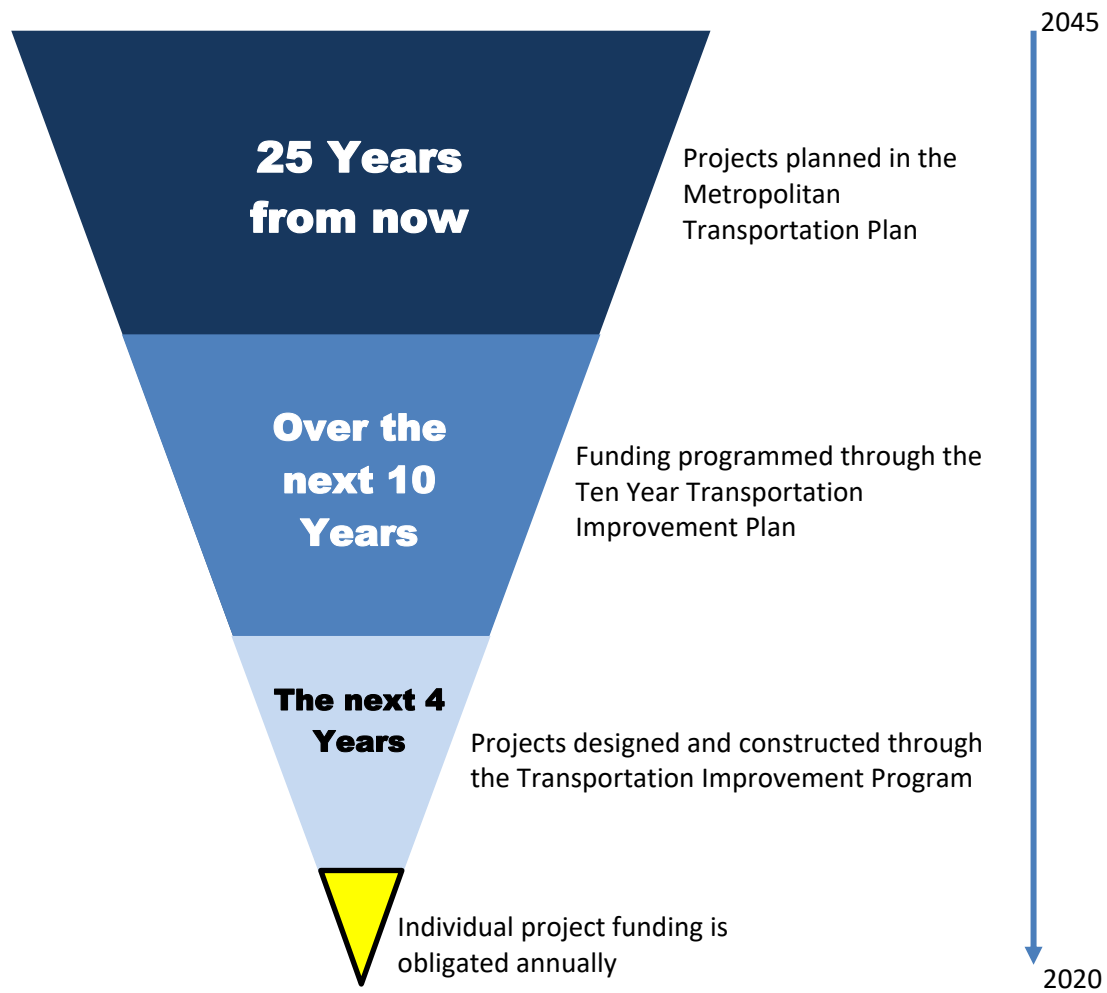 2045
25 Years
from now
Projects planned in the
Metropolitan
Transportation Plan
Over the
next 10
Years
Funding programmed through the
Ten Year Transportation
Improvement Plan
The next 4
Years
Projects designed and constructed through
the Transportation Improvement Program
Individual project funding is
obligated annually
2020